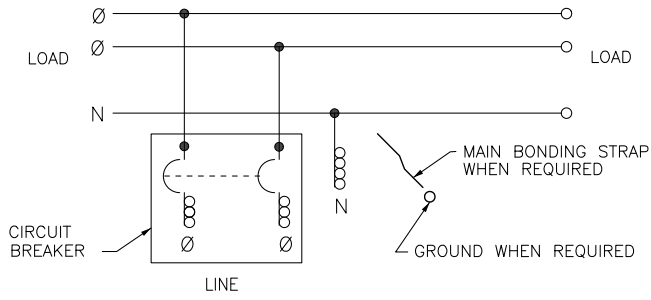 Ø
Ø
LOAD
LOAD
N
MAIN BONDING STRAP
WHEN REQUIRED
N
CIRCUIT
BREAKER
Ø
Ø
GROUND WHEN REQUIRED
LINE